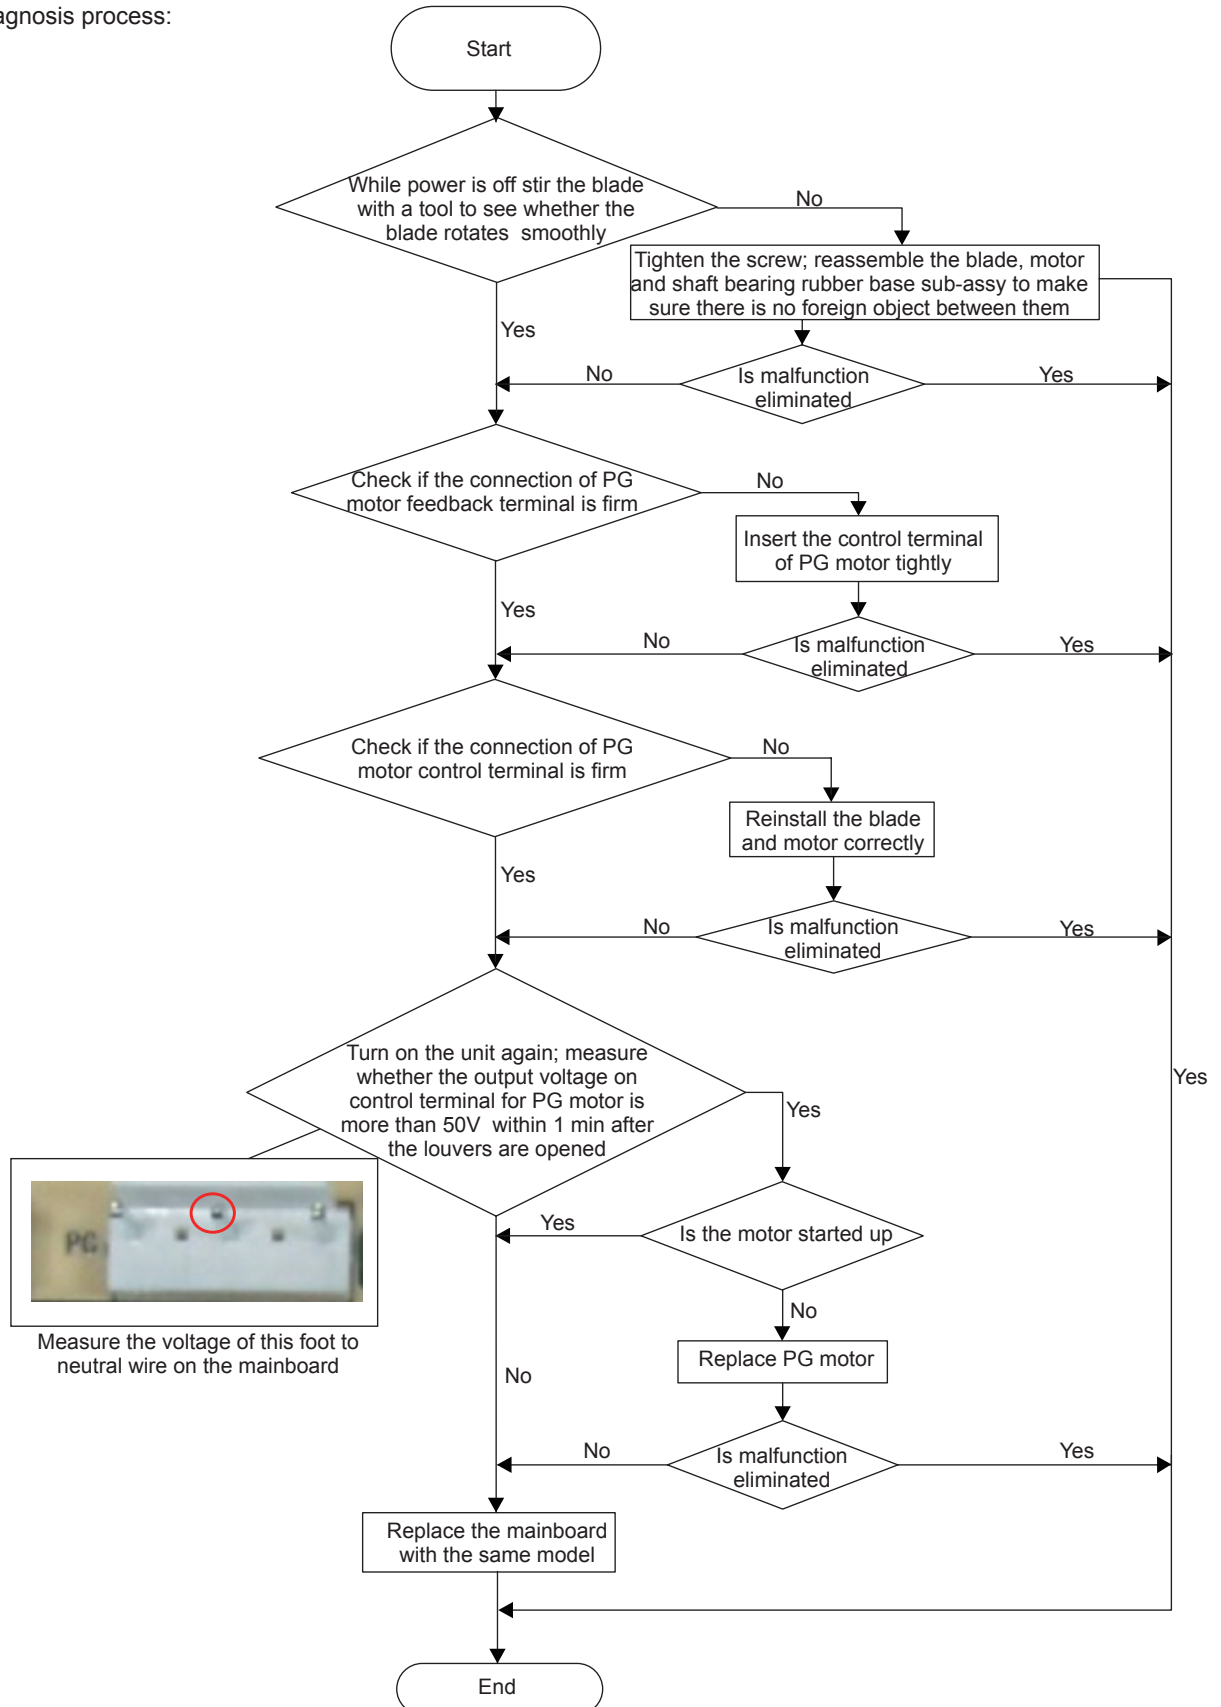 agnosis process:
Start
While power is off stir the blade
with a tool to see whether the
blade rotates smoothly
No
Tighten the screw; reassemble the blade, motor
and shaft bearing rubber base sub-assy to make
sure there is no foreign object between them
Yes
No
Is malfunction
eliminated
Yes
Check if the connection of PG
motor feedback terminal is firm
No
Insert the control terminal
of PG motor tightly
Yes
No
Is malfunction
eliminated
Yes
Check if the connection of PG
motor control terminal is firm
No
Reinstall the blade
and motor correctly
Yes
No
Is malfunction
eliminated
Yes
Turn on the unit again; measure
whether the output voltage on
control terminal for PG motor is
more than 50V within 1 min after
the louvers are opened
Yes
Yes
PG
Measure the voltage of this foot to
neutral wire on the mainboard
Yes
Is the motor started up
No
No
Replace PG motor
No
Is malfunction
eliminated
Yes
Replace the mainboard
with the same model
End